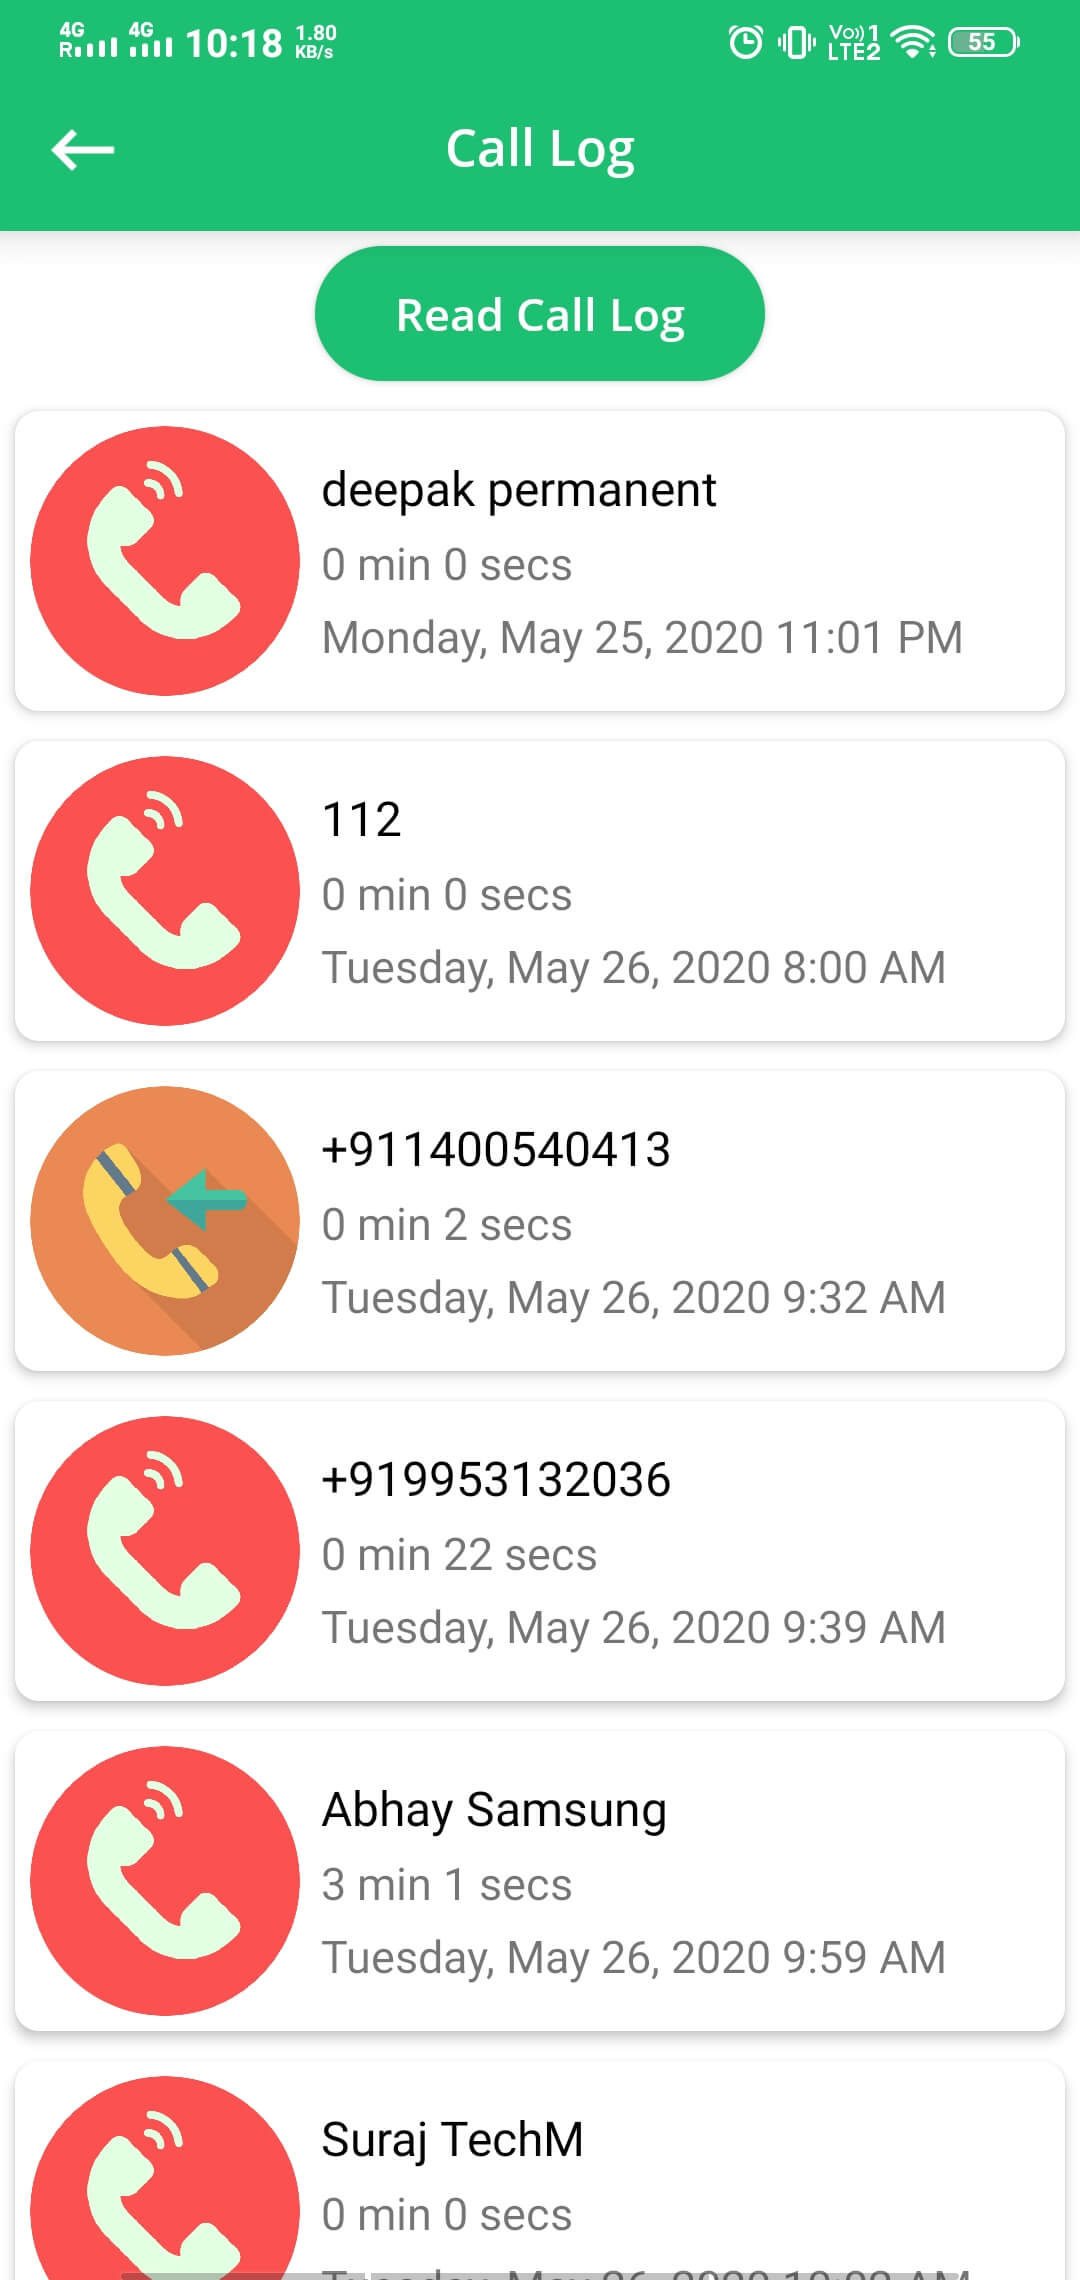 4G 4G 10:18 1.80 KB/s Vo)) 1 LTE2 55
R
Call Log
Read Call Log
deepak permanent
0 min 0 secs
Monday, May 25, 2020 11:01 PM
112
0 min 0 secs
Tuesday, May 26, 2020 8:00 AM
+911400540413
0 min 2 secs
Tuesday, May 26, 2020 9:32 AM
+919953132036
0 min 22 secs
Tuesday, May 26, 2020 9:39 AM
Abhay Samsung
3 min 1 secs
Tuesday, May 26, 2020 9:59 AM
Suraj TechM
0 min 0 secs
Tuesday, May 26, 2020